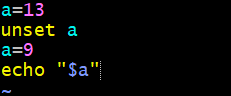 a=13
unset a
a=9
echo "$a"
~